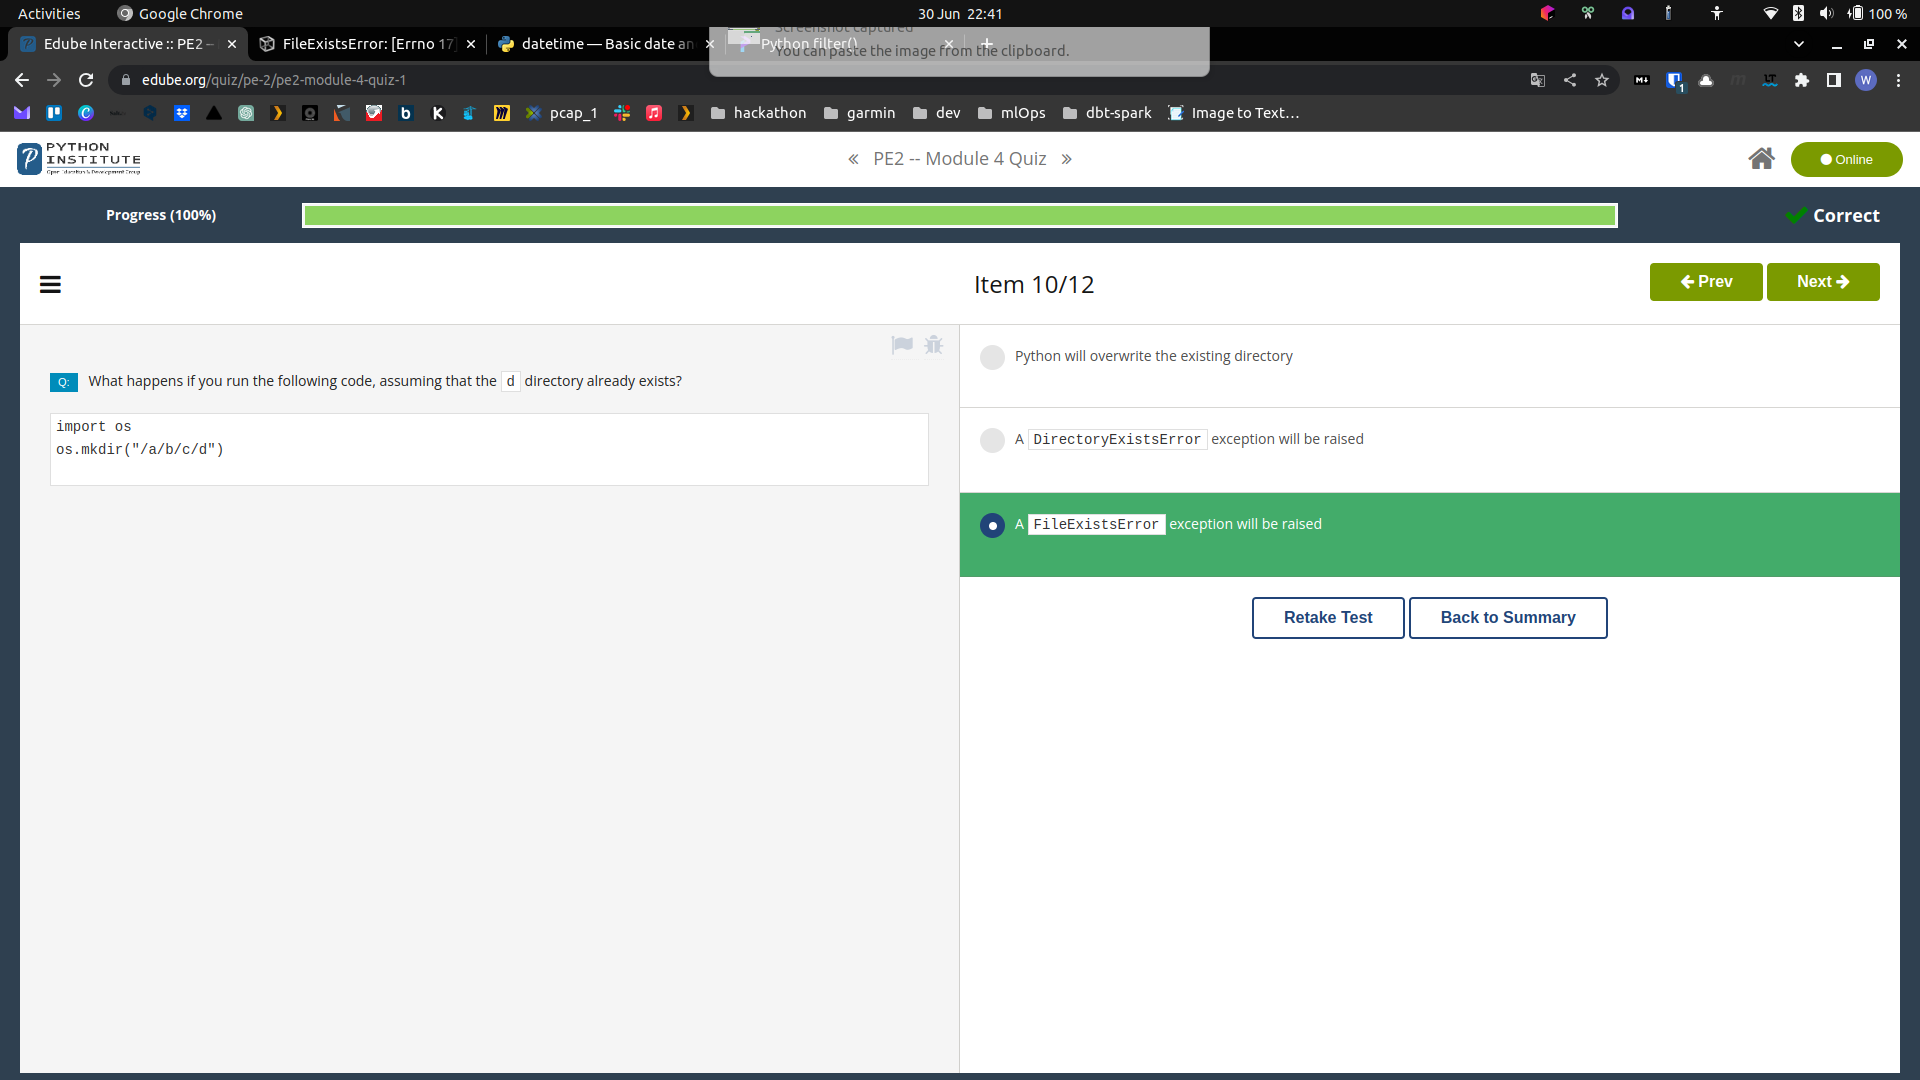 Activities
Google Chrome
30 Jun 22:41
100 %
Edube Interactive :: PE2 –
FileExistsError: [Errno 17]
datetime — Basic date an
Python filter()
Screenshot captured
You can paste the image from the clipboard.
edube.org/quiz/pe-2/pe2-module-4-quiz-1
pcap_1
hackathon
garmin
dev
mlOps
dbt-spark
Image to Text…
PYTHON
INSTITUTE
Open Education & Development Group
« PE2 -- Module 4 Quiz »
Online
Progress (100%)
Correct
Item 10/12
Prev
Next
Q: What happens if you run the following code, assuming that the d directory already exists?
import os
os.mkdir("/a/b/c/d")
Python will overwrite the existing directory
A DirectoryExistsError exception will be raised
A FileExistsError exception will be raised
Retake Test
Back to Summary